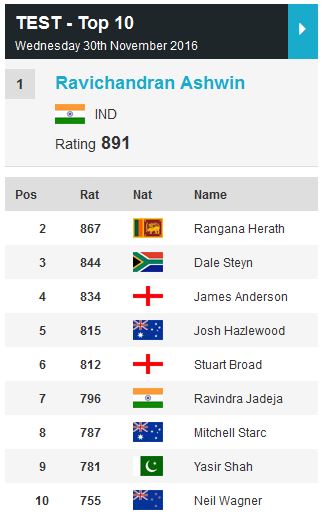 TEST - Top 10
Wednesday 30th November 2016
1 Ravichandran Ashwin
IND
Rating 891
Pos Rat Nat Name
2 867 Rangana Herath
3 844 Dale Steyn
4 834 James Anderson
5 815 Josh Hazlewood
6 812 Stuart Broad
7 796 Ravindra Jadeja
8 787 Mitchell Starc
9 781 Yasir Shah
10 755 Neil Wagner